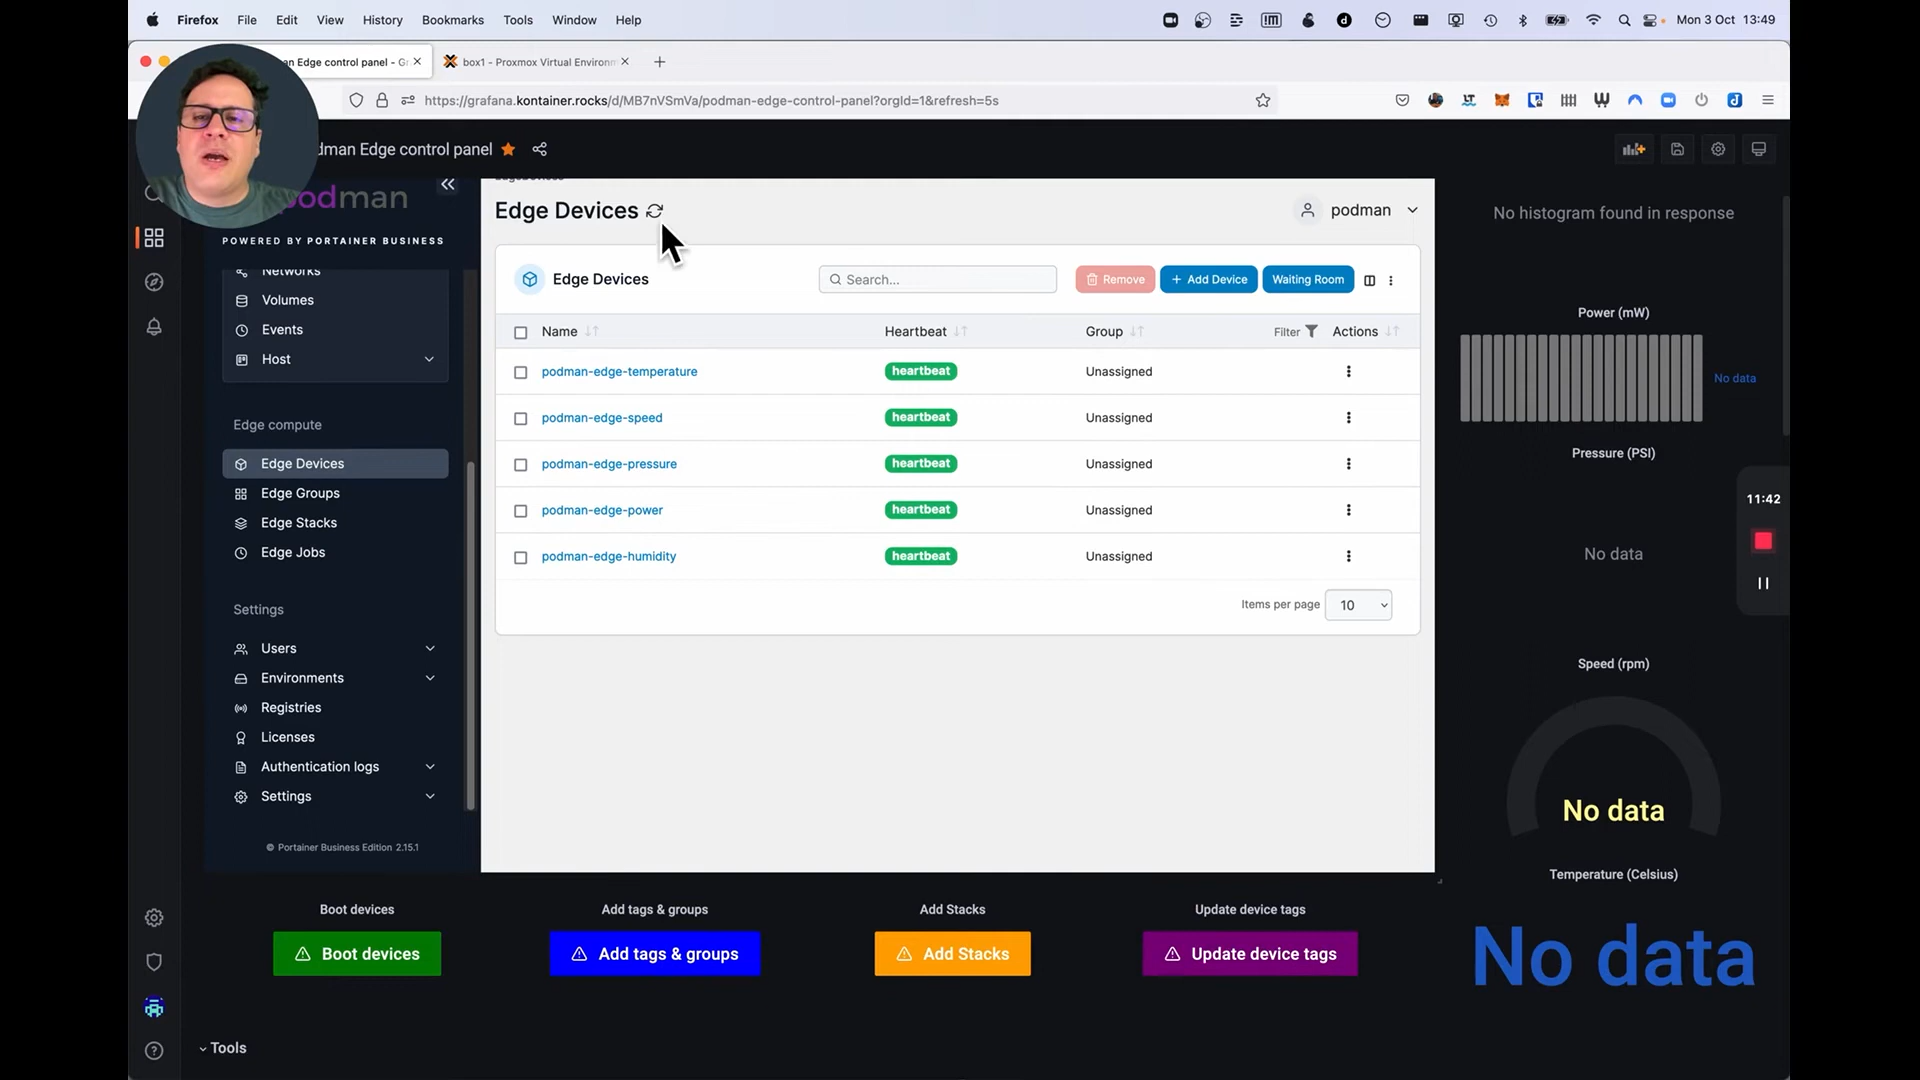 Firefox File Edit View History Bookmarks Tools Window Help Mon 3 Oct 13:49
an Edge control panel - Gr
box1 - Proxmox Virtual Environm
https://grafana.kontainer.rocks/d/MB7nVSmVa/podman-edge-control-panel?orgId=1&refresh=5s
dman Edge control panel
podman
POWERED BY PORTAINER BUSINESS
Networks
Volumes
Events
Host
Edge compute
Edge Devices
Edge Groups
Edge Stacks
Edge Jobs
Settings
Users
Environments
Registries
Licenses
Authentication logs
Settings
© Portainer Business Edition 2.15.1
Edge Devices
podman
Edge Devices
Search...
Remove
+ Add Device
Waiting Room
Name Heartbeat Group Filter Actions
podman-edge-temperature heartbeat Unassigned
podman-edge-speed heartbeat Unassigned
podman-edge-pressure heartbeat Unassigned
podman-edge-power heartbeat Unassigned
podman-edge-humidity heartbeat Unassigned
Items per page 10
No histogram found in response
Power (mW)
No data
Pressure (PSI)
11:42
No data
Speed (rpm)
No data
Temperature (Celsius)
No data
Boot devices
Boot devices
Add tags & groups
Add tags & groups
Add Stacks
Add Stacks
Update device tags
Update device tags
Tools